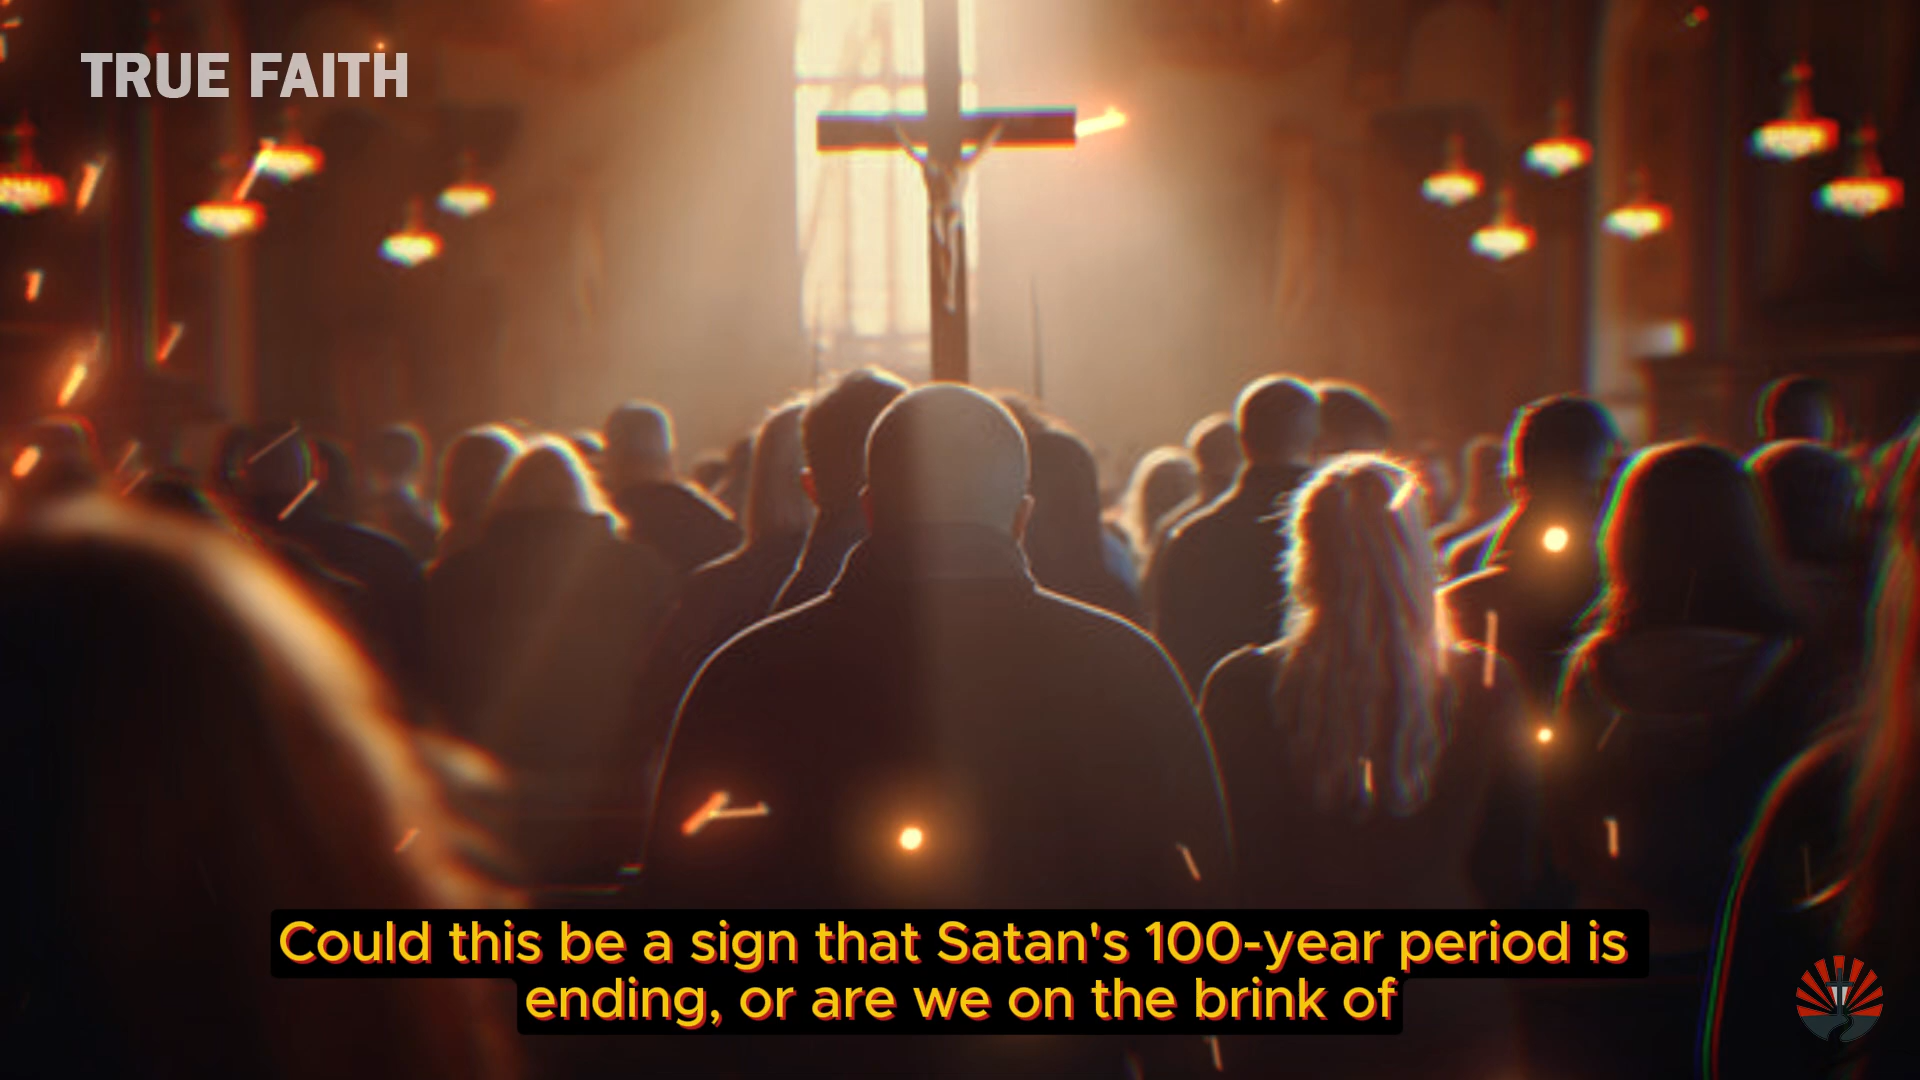 TRUE FAITH
Could this be a sign that Satan's 100-year period is
ending, or are we on the brink of